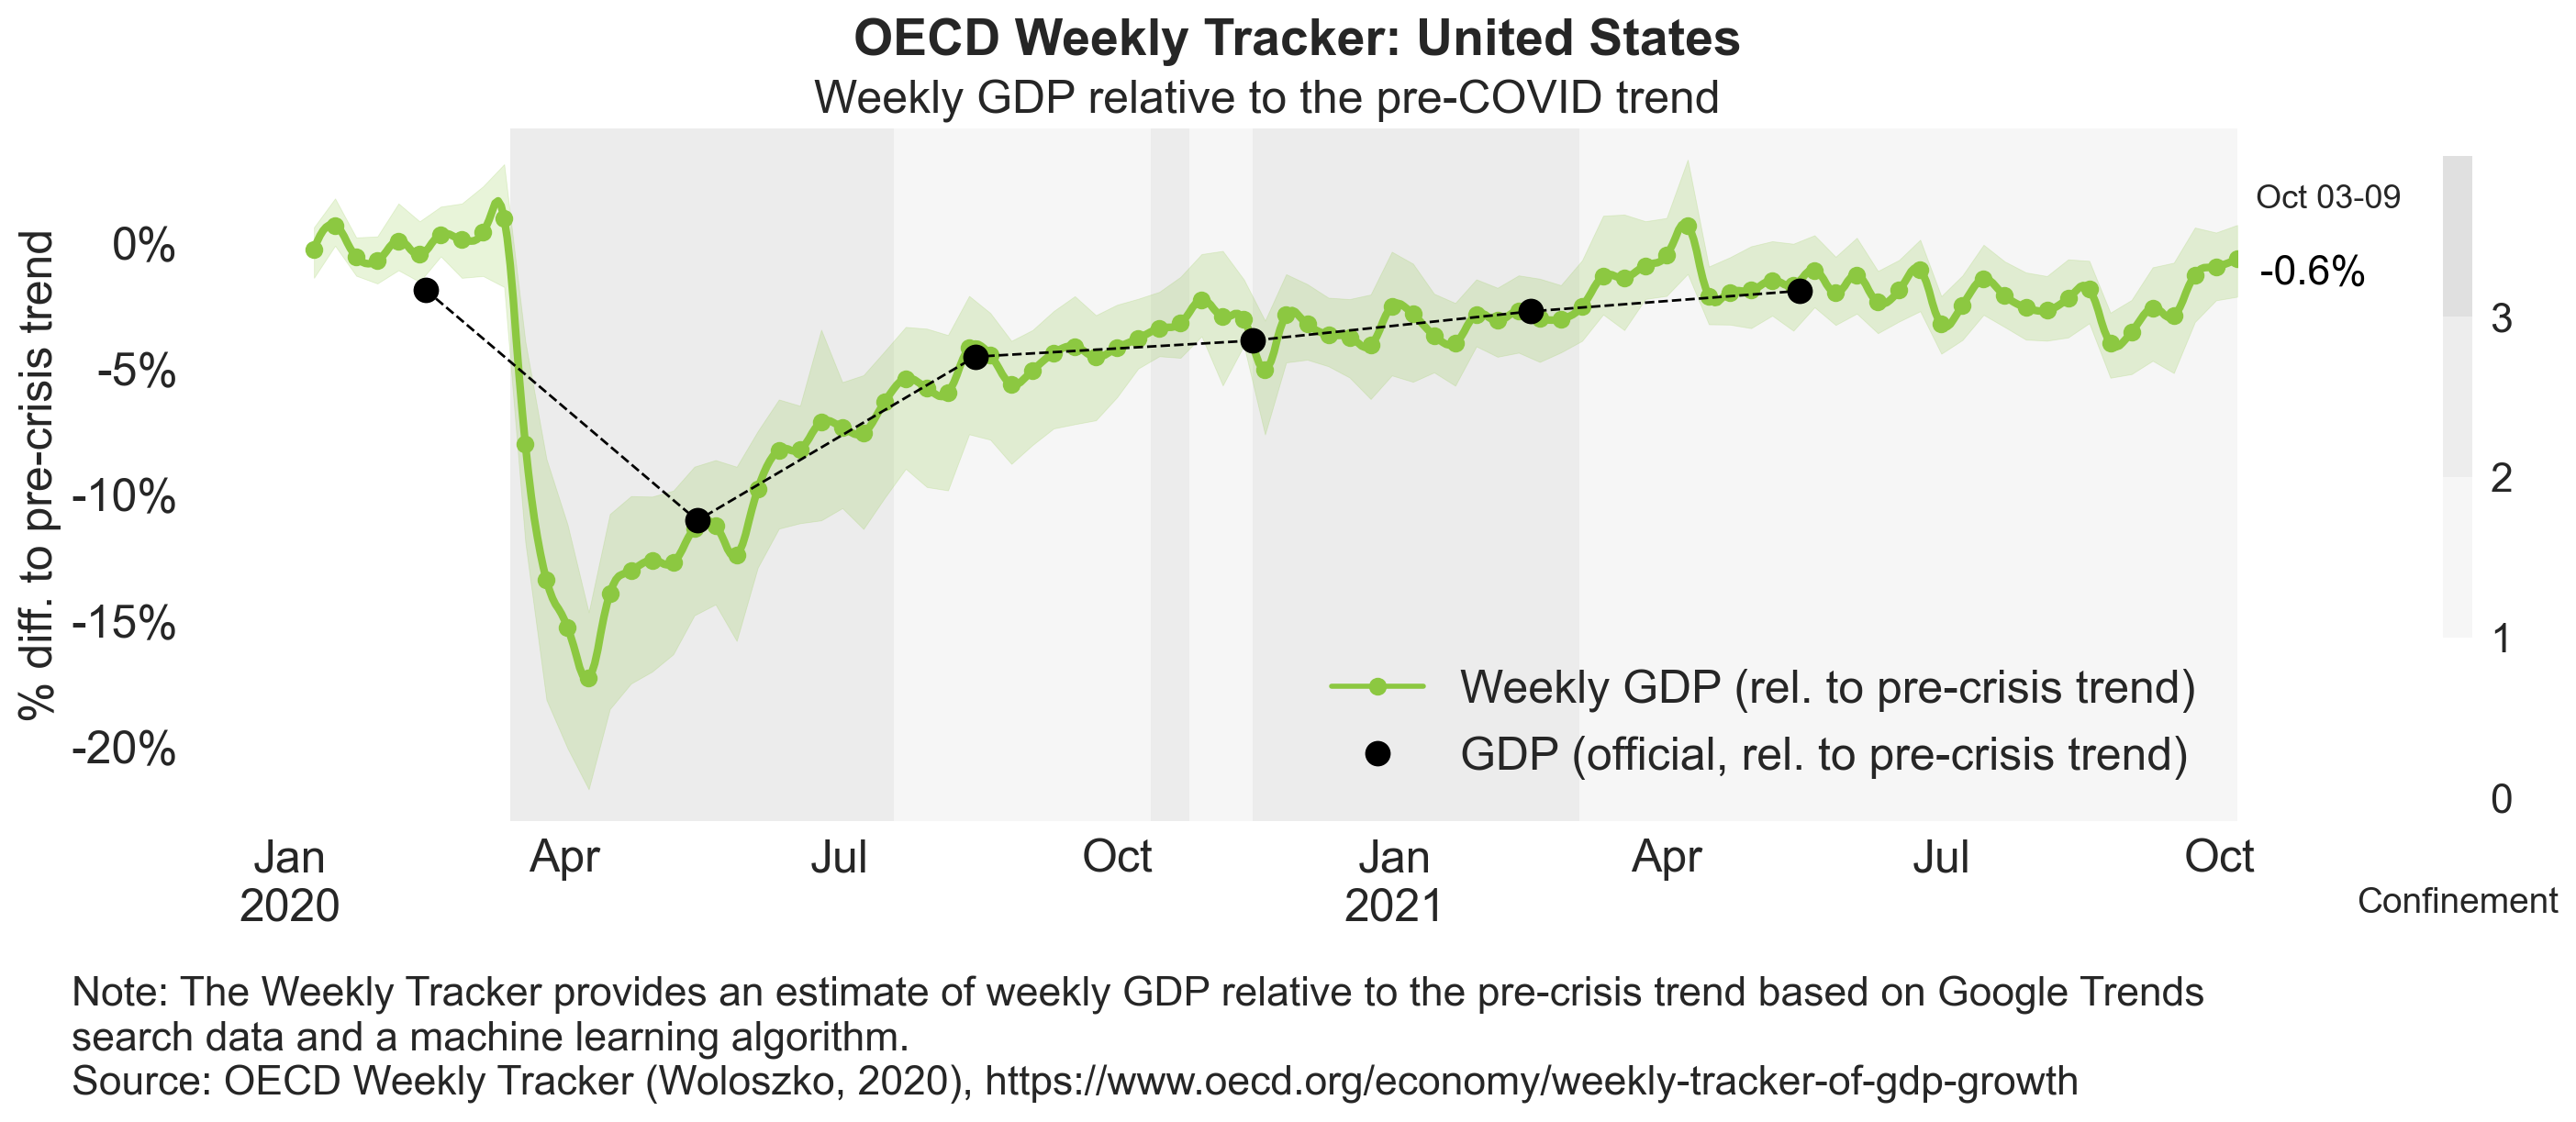 OECD Weekly Tracker: United States
Weekly GDP relative to the pre-COVID trend
% diff. to pre-crisis trend
0%
-5%
-10%
-15%
-20%
Oct 03-09
-0.6%
3
2
1
0
Confinement
Weekly GDP (rel. to pre-crisis trend)
GDP (official, rel. to pre-crisis trend)
Jan Apr Jul Oct Jan Apr Jul Oct
2020 2021
Note: The Weekly Tracker provides an estimate of weekly GDP relative to the pre-crisis trend based on Google Trends
search data and a machine learning algorithm.
Source: OECD Weekly Tracker (Woloszko, 2020), https://www.oecd.org/economy/weekly-tracker-of-gdp-growth